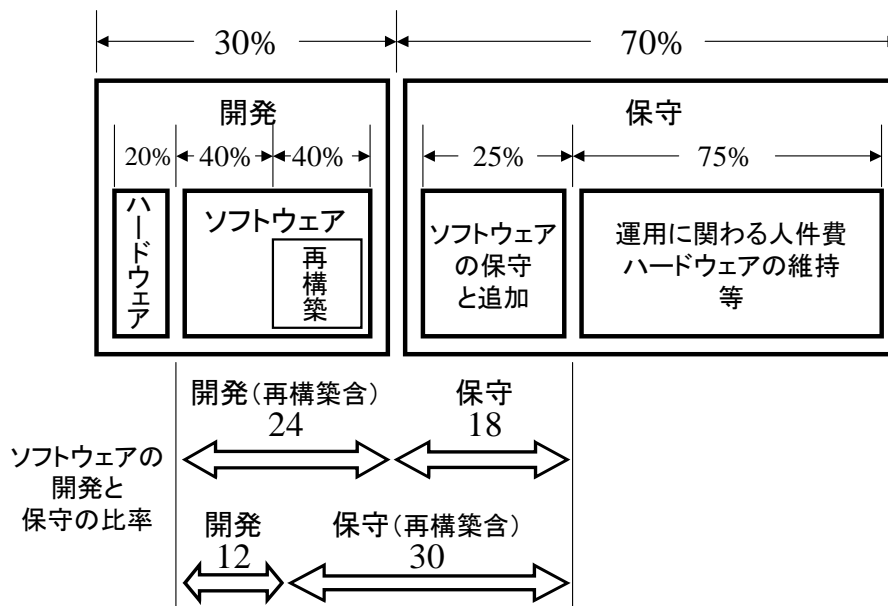 30%
70%
開発
保守
20%
40%
40%
25%
75%
ハードウェア
ソフトウェア
再構築
ソフトウェア
の保守
と追加
運用に関わる人件費
ハードウェアの維持
等
開発(再構築含)
24
保守
18
ソフトウェアの
開発と
保守の比率
開発
12
保守(再構築含)
30